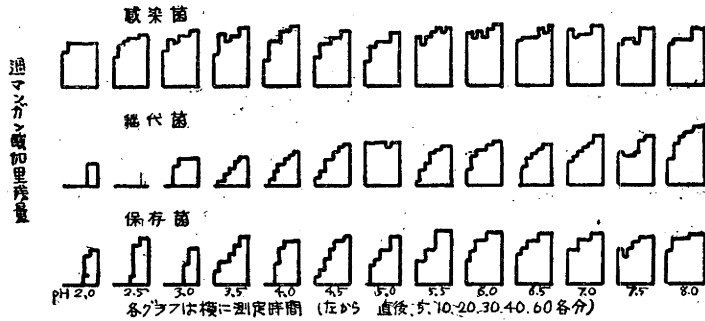 感染菌
過マンガン酸加里残量
継代菌
保存菌
pH 2.0 2.5 3.0 3.5 4.0 4.5 5.0 5.5 6.0 6.5 7.0 7.5 8.0
各グラフは横に測定時間 (左から 直後.5.10.20.30.40.60各分)